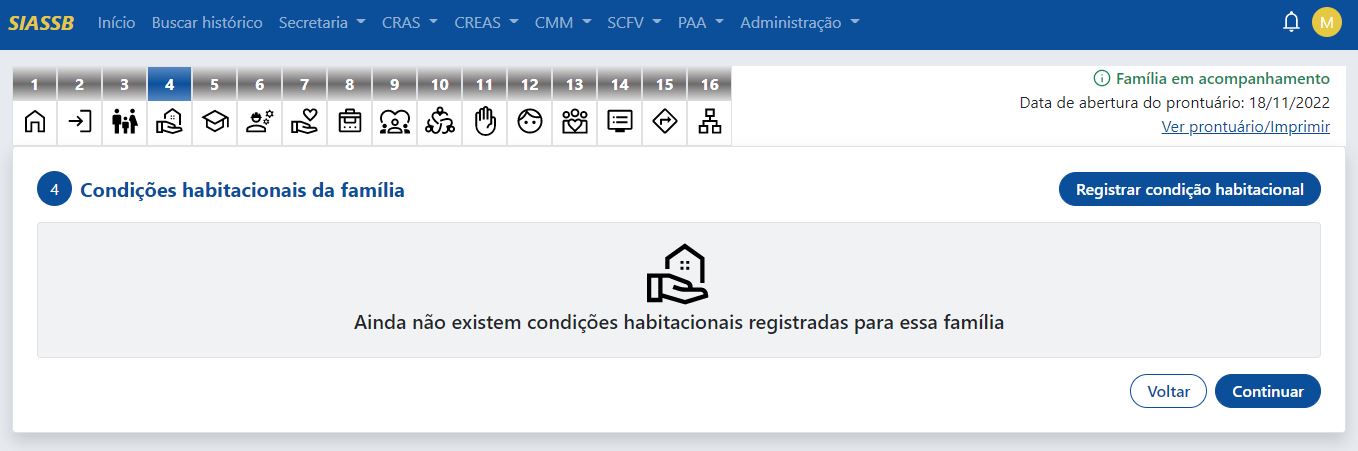 SIASSB Início Buscar histórico Secretaria CRAS CREAS CMM SCFV PAA Administração M
1 2 3 4 5 6 7 8 9 10 11 12 13 14 15 16
Família em acompanhamento
Data de abertura do prontuário: 18/11/2022
Ver prontuário/Imprimir
4 Condições habitacionais da família
Registrar condição habitacional
Ainda não existem condições habitacionais registradas para essa família
Voltar Continuar